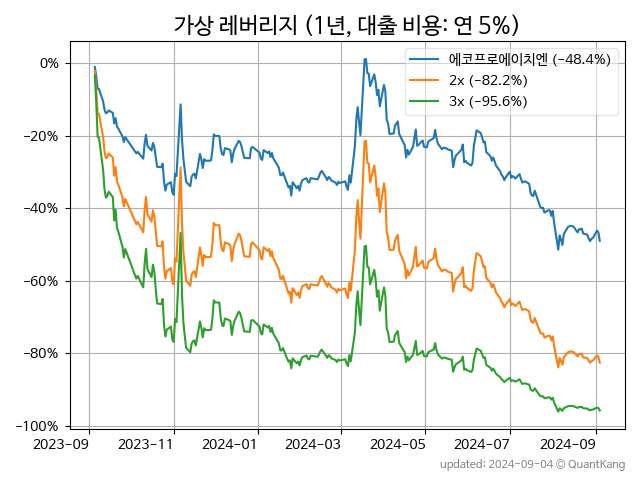 가상 레버리지 (1년, 대출 비용: 연 5%)
에코프로에이치엔 (−48.4%)
2x (−82.2%)
3x (−95.6%)
0%
−20%
−40%
−60%
−80%
−100%
2023-09 2023-11 2024-01 2024-03 2024-05 2024-07 2024-09
updated: 2024-09-04 © QuantKang